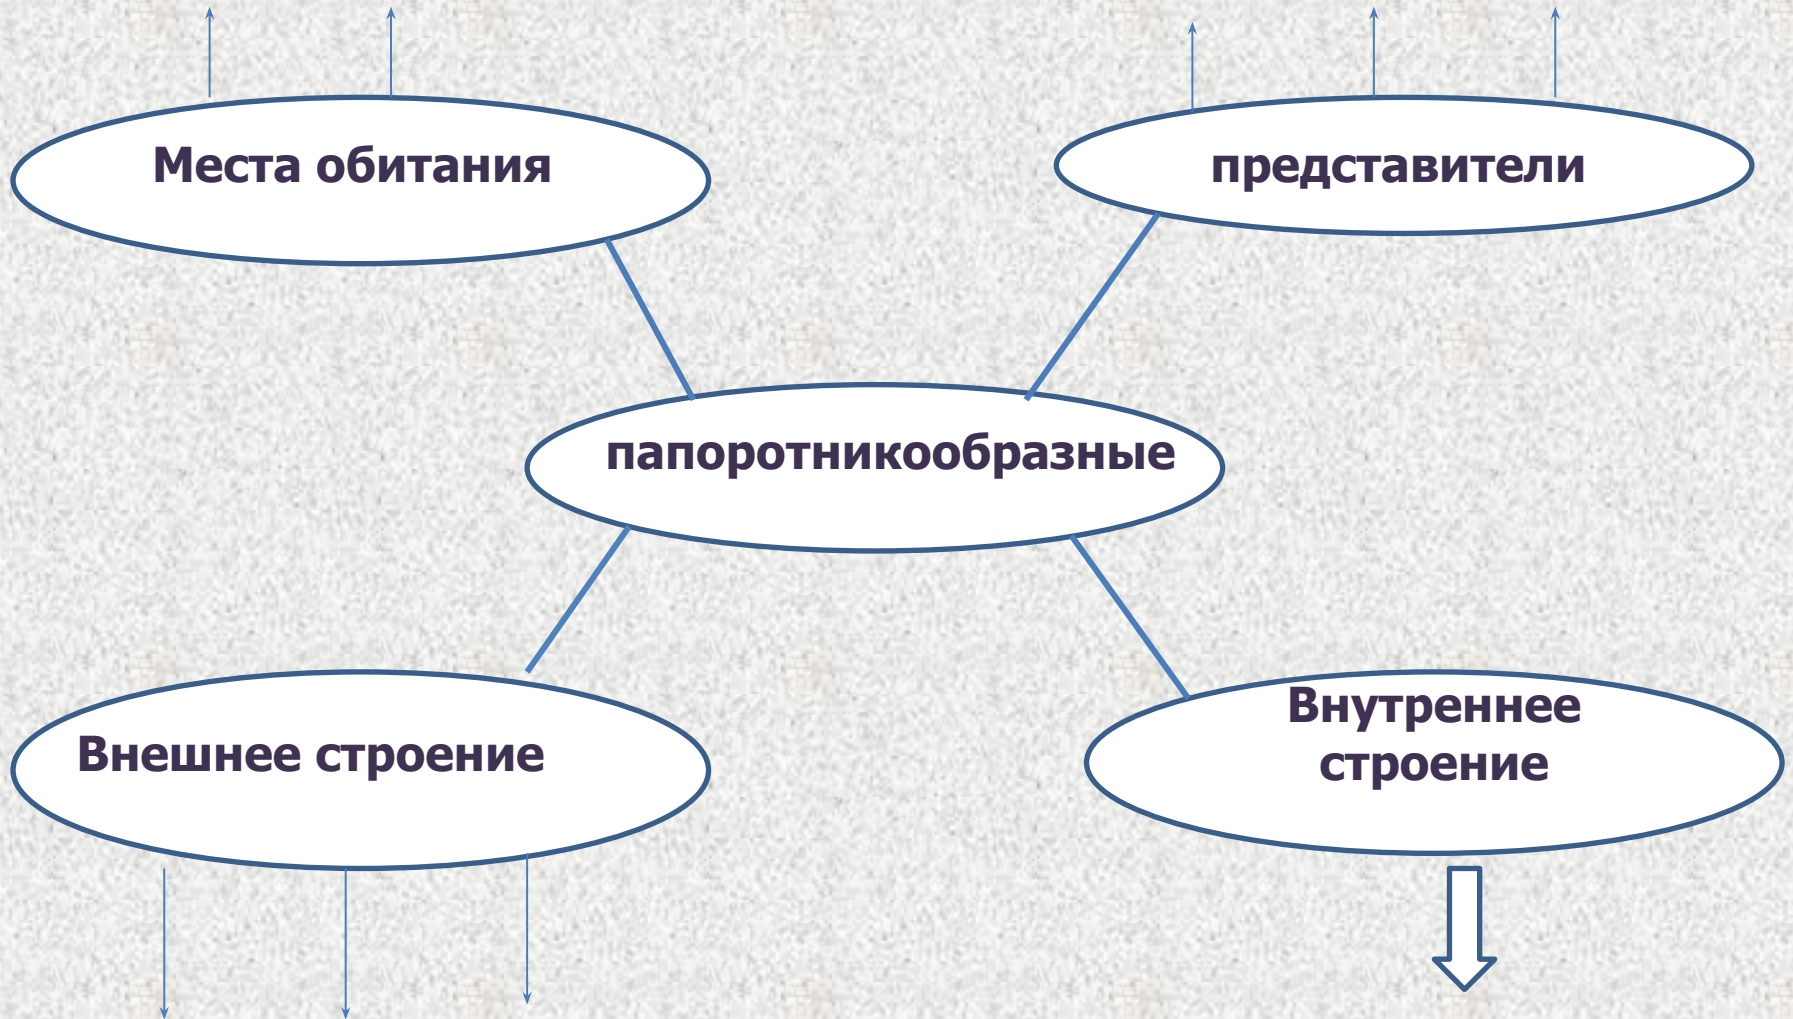 Места обитания
представители
папоротникообразные
Внешнее строение
Внутреннее
строение